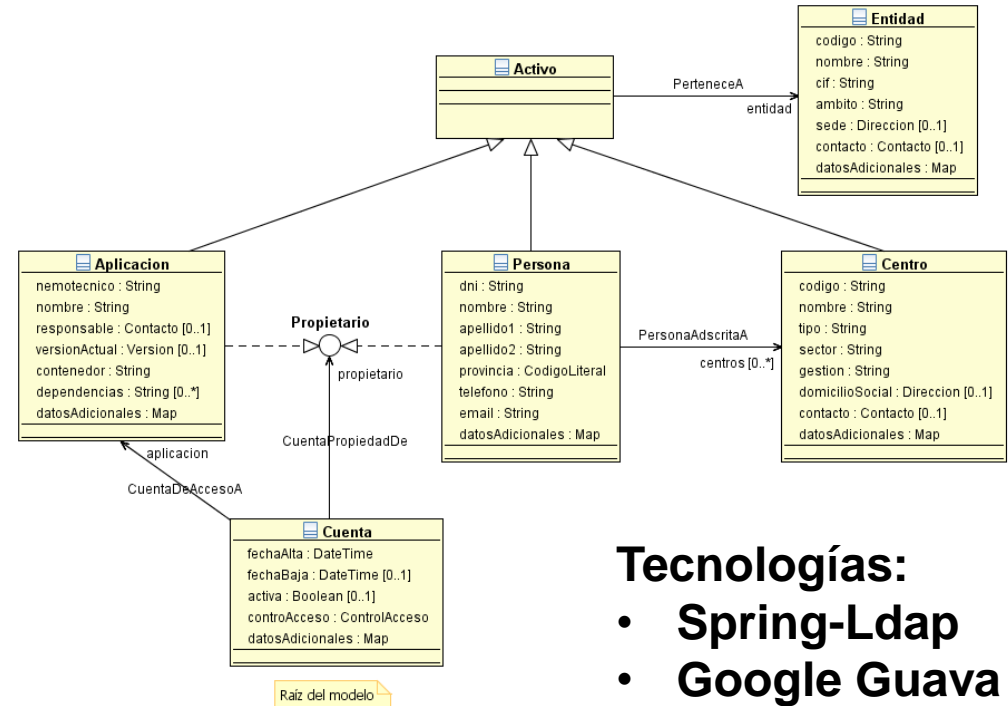 Entidad
codigo : String
nombre : String
cif : String
ambito : String
sede : Direccion [0..1]
contacto : Contacto [0..1]
datosAdicionales : Map
Activo
PerteneceA
entidad
Aplicacion
nemotecnico : String
nombre : String
responsable : Contacto [0..1]
versionActual : Version [0..1]
contenedor : String
dependencias : String [0..*]
datosAdicionales : Map
Propietario
propietario
Persona
dni : String
nombre : String
apellido1 : String
apellido2 : String
provincia : CodigoLiteral
telefono : String
email : String
datosAdicionales : Map
PersonaAdscritaA
centros [0..*]
Centro
codigo : String
nombre : String
tipo : String
sector : String
gestion : String
domicilioSocial : Direccion [0..1]
contacto : Contacto [0..1]
datosAdicionales : Map
CuentaPropiedadDe
aplicacion
CuentaDeAccesoA
Cuenta
fechaAlta : DateTime
fechaBaja : DateTime [0..1]
activa : Boolean [0..1]
controAcceso : ControlAcceso
datosAdicionales : Map
Raíz del modelo
Tecnologías:
• Spring-Ldap
• Google Guava